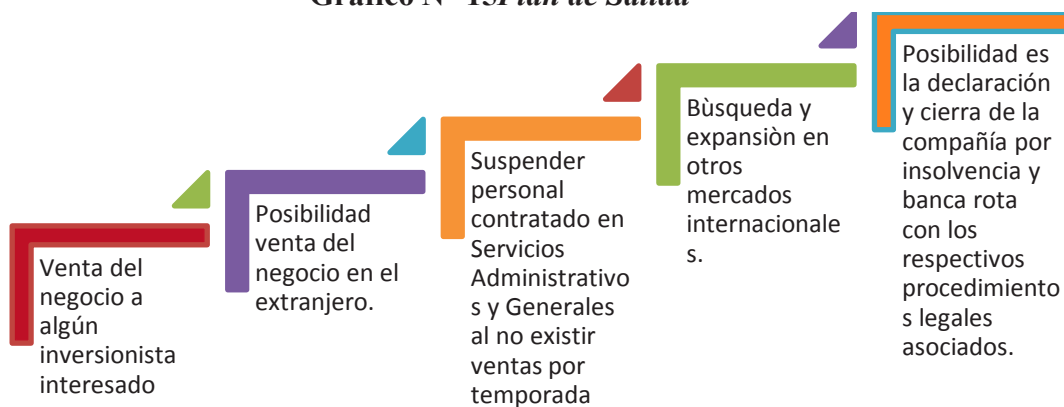 Gráfico N° 15Plan de Salida
Venta del
negocio a
algún
inversionista
interesado
Posibilidad
venta del
negocio en el
extranjero.
Suspender
personal
contratado en
Servicios
Administrativo
s y Generales
al no existir
ventas por
temporada
Bùsqueda y
expansiòn en
otros
mercados
internacionale
s.
Posibilidad es
la declaración
y cierra de la
compañía por
insolvencia y
banca rota
con los
respectivos
procedimiento
s legales
asociados.